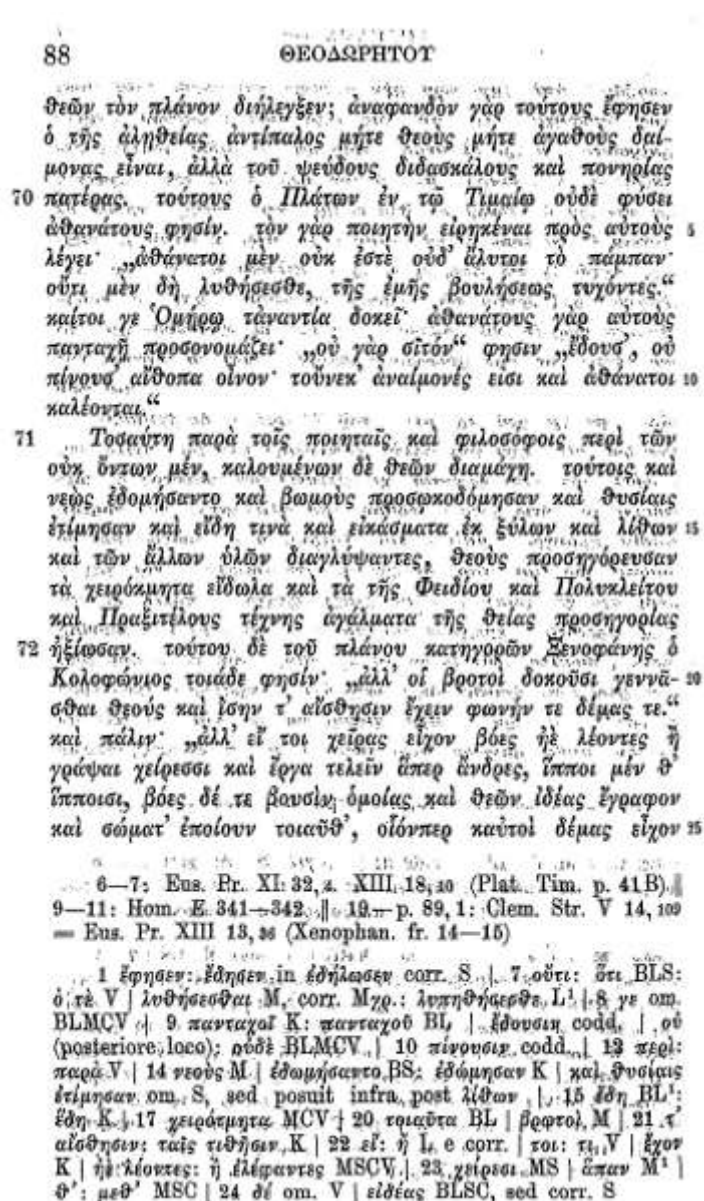 88 ΘΕΟΔΩΡΗΤΟΥ
θεῶν τὸν πλάνον διήλεγξεν; ἀναφανδὸν γὰρ τούτους ἔφησεν
ὁ τῆς ἀληθείας ἀντίπαλος μήτε θεοὺς μήτε ἀγαθοὺς δαί-
μονας εἶναι, ἀλλὰ τοῦ ψεύδους διδασκάλους καὶ πονηρίας
70 πατέρας. τούτους ὁ Πλάτων ἐν τῷ Τιμαίῳ οὐδὲ φύσει
ἀθανάτους φησίν. τὸν γὰρ ποιητὴν εἰρηκέναι πρὸς αὐτοὺς 5
λέγει· „ἀθάνατοι μὲν οὐκ ἐστὲ οὐδ' ἄλυτοι τὸ πάμπαν·
οὔτι μὲν δὴ λυθήσεσθε, τῆς ἐμῆς βουλήσεως τυχόντες.“
καίτοι γε Ὁμήρῳ τἀναντία δοκεῖ· ἀθανάτους γὰρ αὐτοὺς
πανταχῇ προσονομάζει· „οὐ γὰρ σῖτόν“ φησιν „ἔδουσ', οὐ
πίνουσ' αἴθοπα οἶνον· τοὔνεκ' ἀναίμονές εἰσι καὶ ἀθάνατοι 10
καλέονται.“
71 Τοσαύτη παρὰ τοῖς ποιηταῖς καὶ φιλοσόφοις περὶ τῶν
οὐκ ὄντων μέν, καλουμένων δὲ θεῶν διαμάχη. τούτοις καὶ
νεὼς ἐδομήσαντο καὶ βωμοὺς προσῳκοδόμησαν καὶ θυσίαις
ἐτίμησαν καὶ εἴδη τινὰ καὶ εἰκάσματα ἐκ ξύλων καὶ λίθων 15
καὶ τῶν ἄλλων ὑλῶν διαγλύψαντες, θεοὺς προσηγόρευσαν
τὰ χειρόκμητα εἴδωλα καὶ τὰ τῆς Φειδίου καὶ Πολυκλείτου
καὶ Πραξιτέλους τέχνης ἀγάλματα τῆς θείας προσηγορίας
72 ἠξίωσαν. τούτου δὲ τοῦ πλάνου κατηγορῶν Ξενοφάνης ὁ
Κολοφώνιος τοιάδε φησίν· „ἀλλ' οἱ βροτοὶ δοκοῦσι γεννᾶ- 20
σθαι θεοὺς καὶ ἴσην τ' αἴσθησιν ἔχειν φωνήν τε δέμας τε.“
καὶ πάλιν· „ἀλλ' εἴ τοι χεῖρας εἶχον βόες ἠὲ λέοντες ἢ
γράψαι χείρεσσι καὶ ἔργα τελεῖν ἅπερ ἄνδρες, ἵπποι μέν θ'
ἵπποισι, βόες δέ τε βουσὶν ὁμοίας καὶ θεῶν ἰδέας ἔγραφον
καὶ σώματ' ἐποίουν τοιαῦθ', οἷόνπερ καὐτοὶ δέμας εἶχον 25
6—7: Eus. Pr. XI 32, 4. XIII 18, 10 (Plat. Tim. p. 41 B) ‖
9—11: Hom. E 341—342 ‖ 19—p. 89, 1: Clem. Str. V 14, 109
= Eus. Pr. XIII 13, 36 (Xenophan. fr. 14—15)
1 ἔφησεν: ἔδησεν in ἐδήλωσεν corr. S | 7 οὔτι: ὅτι BLS:
ὅ τὲ V | λυθήσεσθαι M, corr. Mγρ.: λυπηθήσεσθε L¹ | 8 γε om.
BLMCV | 9 πανταχοῖ K: πανταχοῦ BL | ἔδουσιν codd. | οὐ
(posteriore loco): οὐδὲ BLMCV | 10 πίνουσιν codd. | 12 περὶ:
παρὰ V | 14 νεοὺς M | ἐδωμήσαντο BS: ἐδώμησαν K | καὶ θυσίαις
ἐτίμησαν om. S, sed posuit infra post λίθων | 15 ἤδη BL¹:
ἔδη K | 17 χειρότμητα MCV | 20 τοιαῦτα BL | βρωτοὶ M | 21 τ'
αἴσθησιν: ταῖς τιθῆσιν K | 22 εἴ: ἢ L e corr. | τοι: τι V | ἔχον
K | ἠὲ λέοντες: ἢ ἐλέφαντες MSCV | 23 χείρεσι MS | ἅπαν M¹ |
θ': μεθ' MSC | 24 δέ om. V | εἰδέας BLSC, sed corr. S